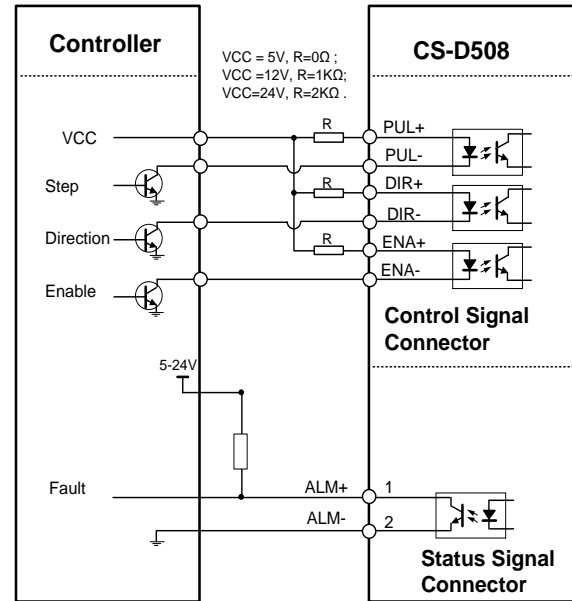 Controller
CS-D508
VCC = 5V, R=0Ω ;
VCC =12V, R=1KΩ;
VCC=24V, R=2KΩ .
VCC
R
PUL+
PUL-
Step
R
DIR+
DIR-
Direction
R
ENA+
ENA-
Enable
Control Signal
Connector
5-24V
Fault
ALM+
1
ALM-
2
Status Signal
Connector